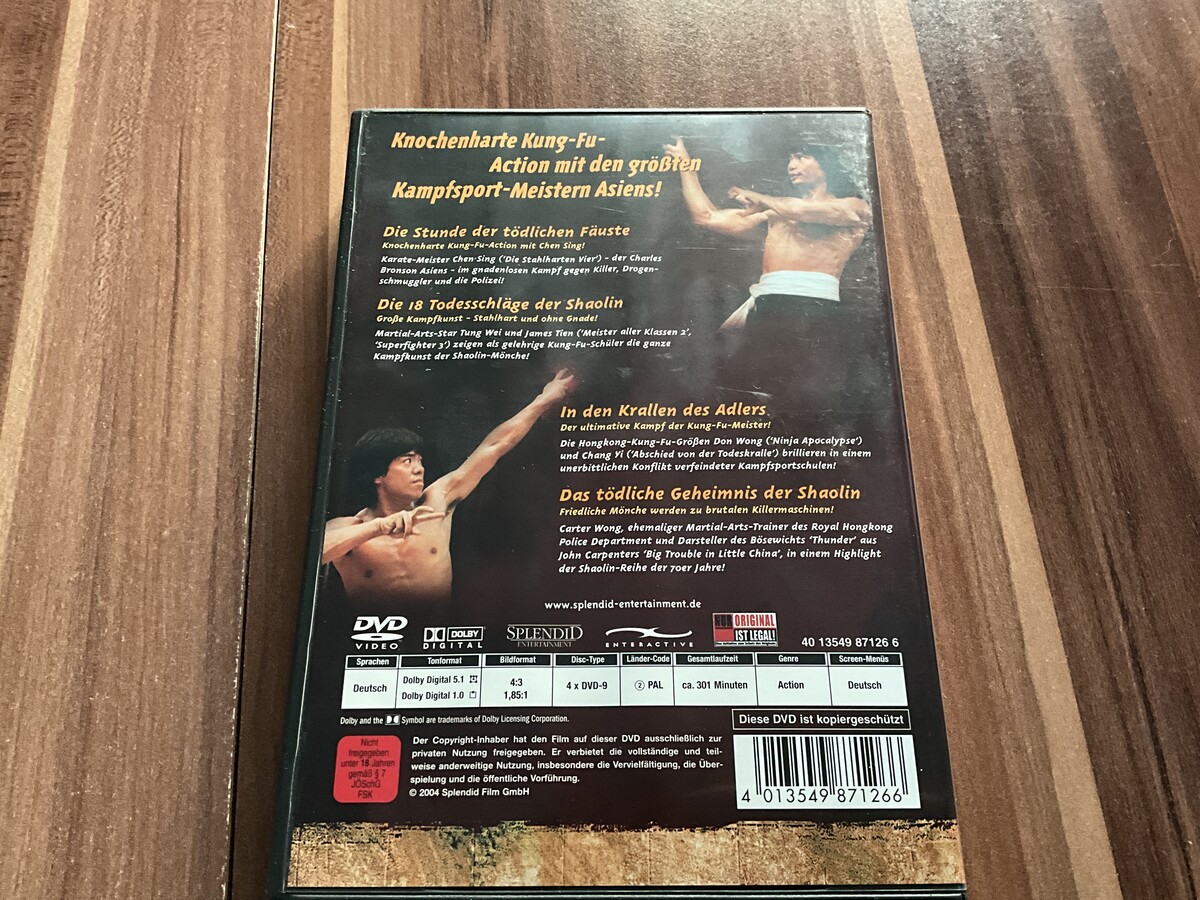 Knochenharte Kung-Fu-
Action mit den größten
Kampfsport-Meistern Asiens!
Die Stunde der tödlichen Fäuste
Knochenharte Kung-Fu-Action mit Chen Sing!
Karate-Meister Chen Sing ('Die Stahlharten Vier') - der Charles
Bronson Asiens - im gnadenlosen Kampf gegen Killer, Drogen-
schmuggler und die Polizei!
Die 18 Todesschläge der Shaolin
Große Kampfkunst - Stahlhart und ohne Gnade!
Martial-Arts-Star Tung Wei und James Tien ('Meister aller Klassen 2',
'Superfighter 3') zeigen als gelehrige Kung-Fu-Schüler die ganze
Kampfkunst der Shaolin-Mönche!
In den Krallen des Adlers
Der ultimative Kampf der Kung-Fu-Meister!
Die Hongkong-Kung-Fu-Größen Don Wong ('Ninja Apocalypse')
und Chang Yi ('Abschied von der Todeskralle') brillieren in einem
unerbittlichen Konflikt verfeindeter Kampfsportschulen!
Das tödliche Geheimnis der Shaolin
Friedliche Mönche werden zu brutalen Killermaschinen!
Carter Wong, ehemaliger Martial-Arts-Trainer des Royal Hongkong
Police Department und Darsteller des Bösewichts 'Thunder' aus
John Carpenters 'Big Trouble in Little China', in einem Highlight
der Shaolin-Reihe der 70er Jahre!
www.splendid-entertainment.de
DVD VIDEO
DOLBY DIGITAL
SPLENDID ENTERTAINMENT
ENTERACTIVE
NUR ORIGINAL
IST LEGAL!
40 13549 87126 6
Sprachen Tonformat Bildformat Disc-Type Länder-Code Gesamtlaufzeit Genre Screen-Menüs
Deutsch Dolby Digital 5.1 4:3 4 x DVD-9 2 PAL ca. 301 Minuten Action Deutsch
Dolby Digital 1.0 1,85:1
Dolby and the Symbol are trademarks of Dolby Licensing Corporation.
Diese DVD ist kopiergeschützt
Nicht
freigegeben
unter 18 Jahren
gemäß § 7
JÖSchG
FSK
Der Copyright-Inhaber hat den Film auf dieser DVD ausschließlich zur
privaten Nutzung freigegeben. Er verbietet die vollständige und teil-
weise anderweitige Nutzung, insbesondere die Vervielfältigung, die Über-
spielung und die öffentliche Vorführung.
© 2004 Splendid Film GmbH
4 013549 871266